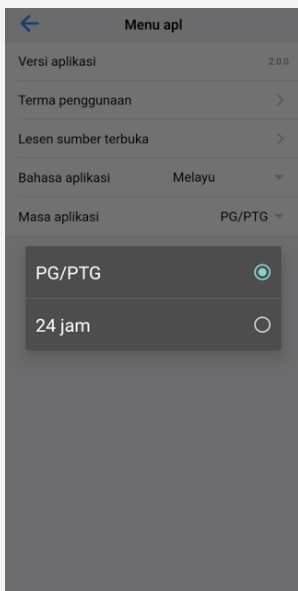 Menu apl
Versi aplikasi 2.0.0
Terma penggunaan
Lesen sumber terbuka
Bahasa aplikasi Melayu
Masa aplikasi PG/PTG
PG/PTG
24 jam